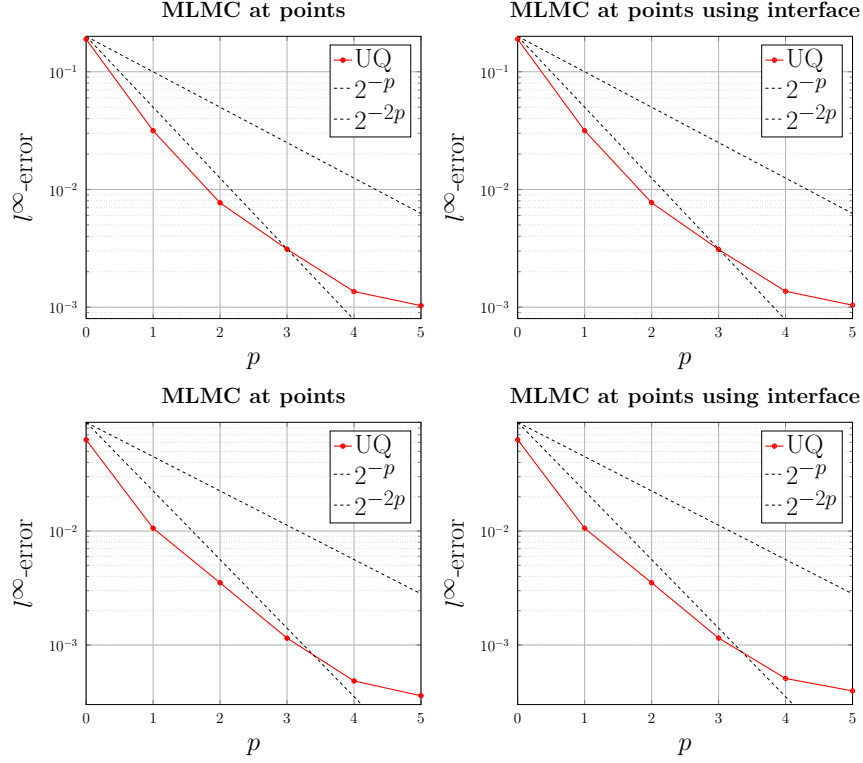 MLMC at points
10^{-1}
10^{-2}
10^{-3}
l^∞-error
UQ
2^{-p}
2^{-2p}
0 1 2 3 4 5
p
MLMC at points using interface
10^{-1}
10^{-2}
10^{-3}
l^∞-error
UQ
2^{-p}
2^{-2p}
0 1 2 3 4 5
p
MLMC at points
10^{-2}
10^{-3}
l^∞-error
UQ
2^{-p}
2^{-2p}
0 1 2 3 4 5
p
MLMC at points using interface
10^{-2}
10^{-3}
l^∞-error
UQ
2^{-p}
2^{-2p}
0 1 2 3 4 5
p